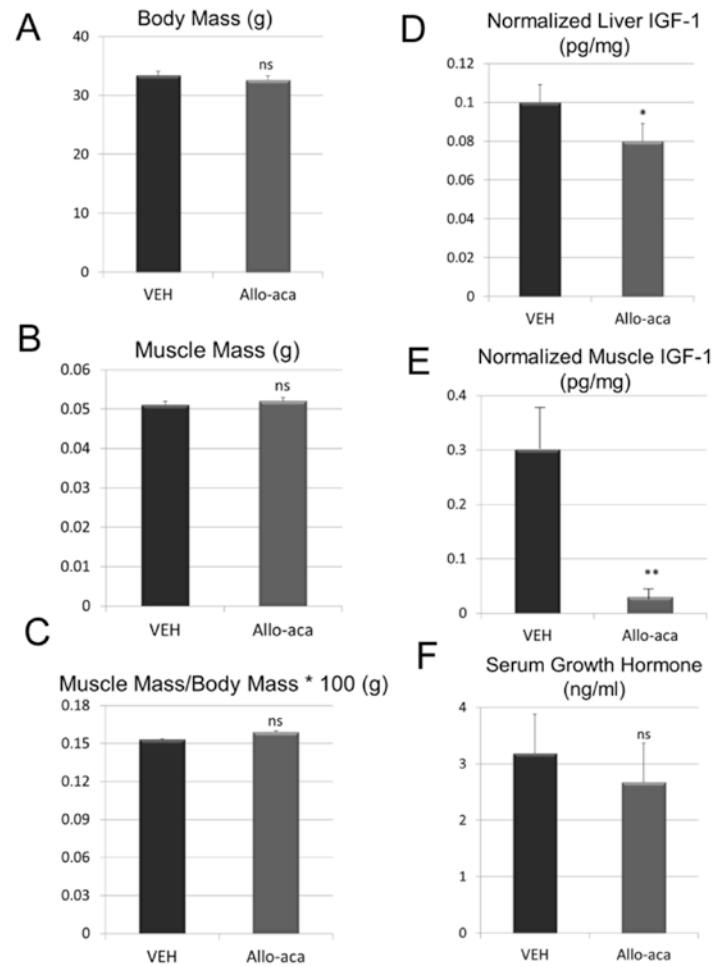 A
Body Mass (g)
40
30
20
10
0
ns
VEH
Allo-aca
B
Muscle Mass (g)
0.06
0.05
0.04
0.03
0.02
0.01
0
ns
VEH
Allo-aca
C
Muscle Mass/Body Mass * 100 (g)
0.18
0.15
0.12
0.09
0.06
0.03
0
ns
VEH
Allo-aca
D
Normalized Liver IGF-1
(pg/mg)
0.12
0.1
0.08
0.06
0.04
0.02
0
*
VEH
Allo-aca
E
Normalized Muscle IGF-1
(pg/mg)
0.4
0.3
0.2
0.1
0
**
VEH
Allo-aca
F
Serum Growth Hormone
(ng/ml)
4
3
2
1
0
ns
VEH
Allo-aca